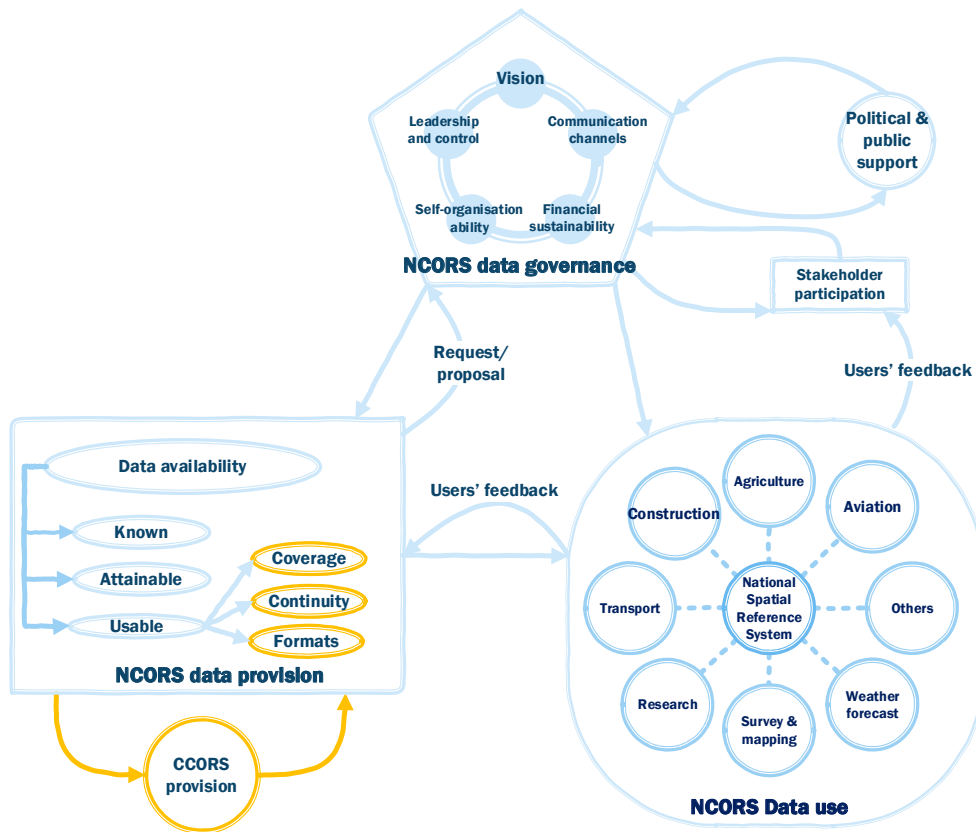 Vision
Leadership
and control
Communication
channels
Self-organisation
ability
Financial
sustainability
NCORS data governance
Political &
public
support
Stakeholder
participation
Request/
proposal
Users' feedback
Data availability
Known
Attainable
Usable
Coverage
Continuity
Formats
NCORS data provision
CCORS
provision
Users' feedback
Agriculture
Construction
Aviation
Transport
National
Spatial
Reference
System
Others
Research
Survey &
mapping
Weather
forecast
NCORS Data use